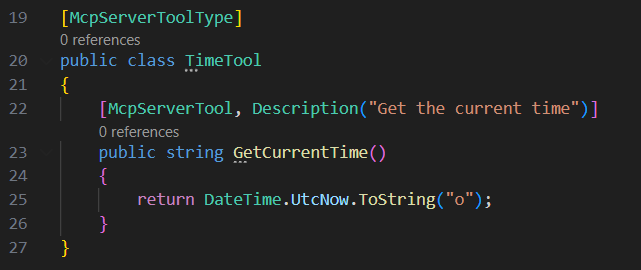 19 [McpServerToolType]
0 references
20 public class TimeTool
21 {
22 [McpServerTool, Description("Get the current time")]
0 references
23 public string GetCurrentTime()
24 {
25 return DateTime.UtcNow.ToString("o");
26 }
27 }